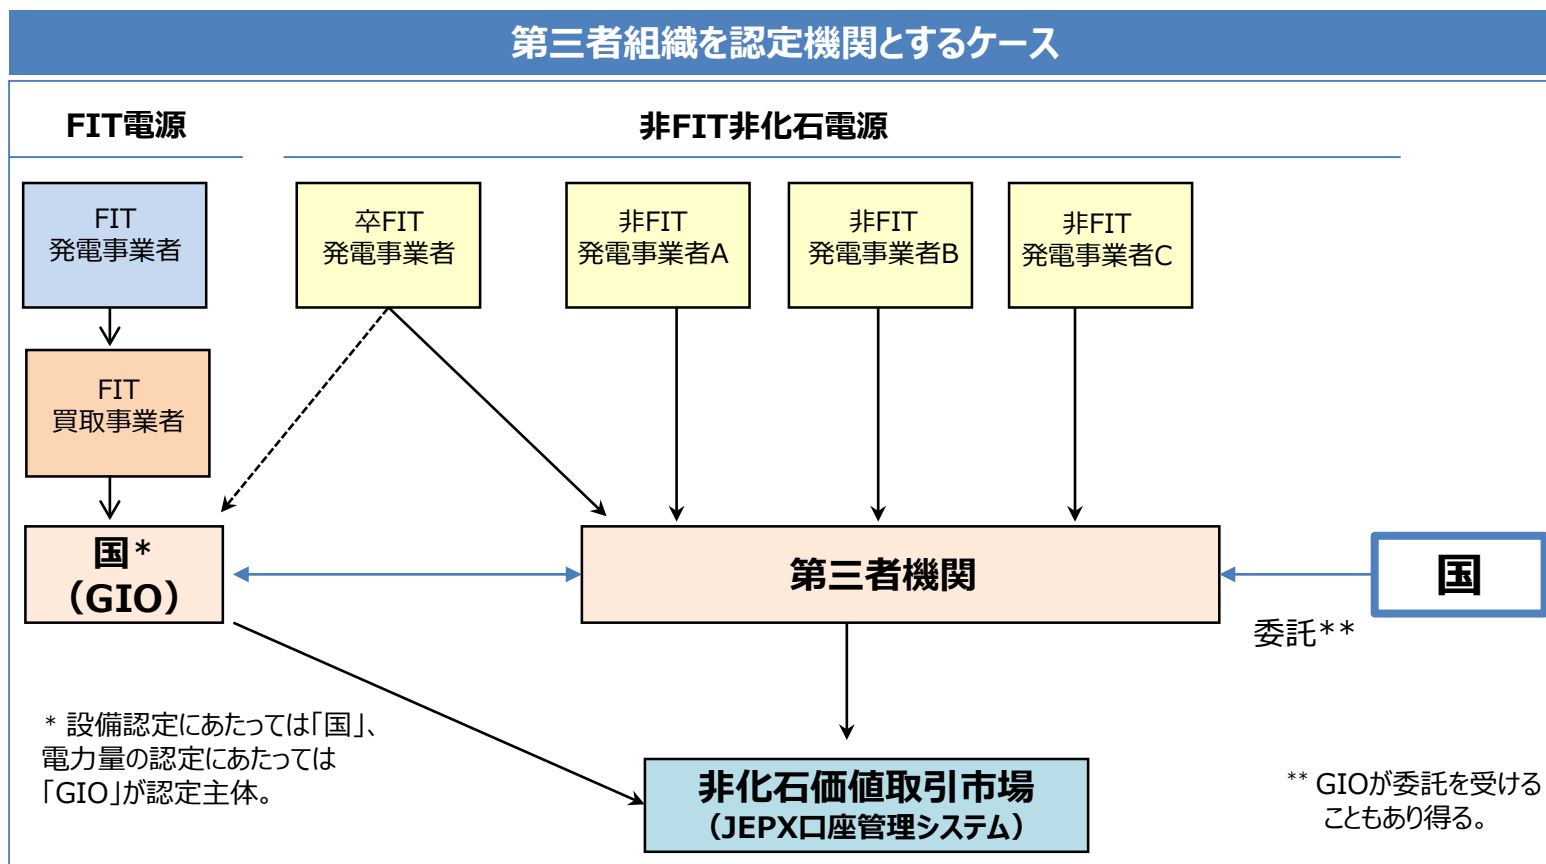 第三者組織を認定機関とするケース
FIT電源
非FIT非化石電源
FIT
発電事業者
卒FIT
発電事業者
非FIT
発電事業者A
非FIT
発電事業者B
非FIT
発電事業者C
FIT
買取事業者
国*
（GIO）
第三者機関
国
委託**
* 設備認定にあたっては「国」、
電力量の認定にあたっては
「GIO」が認定主体。
非化石価値取引市場
（JEPX口座管理システム）
** GIOが委託を受ける
こともあり得る。